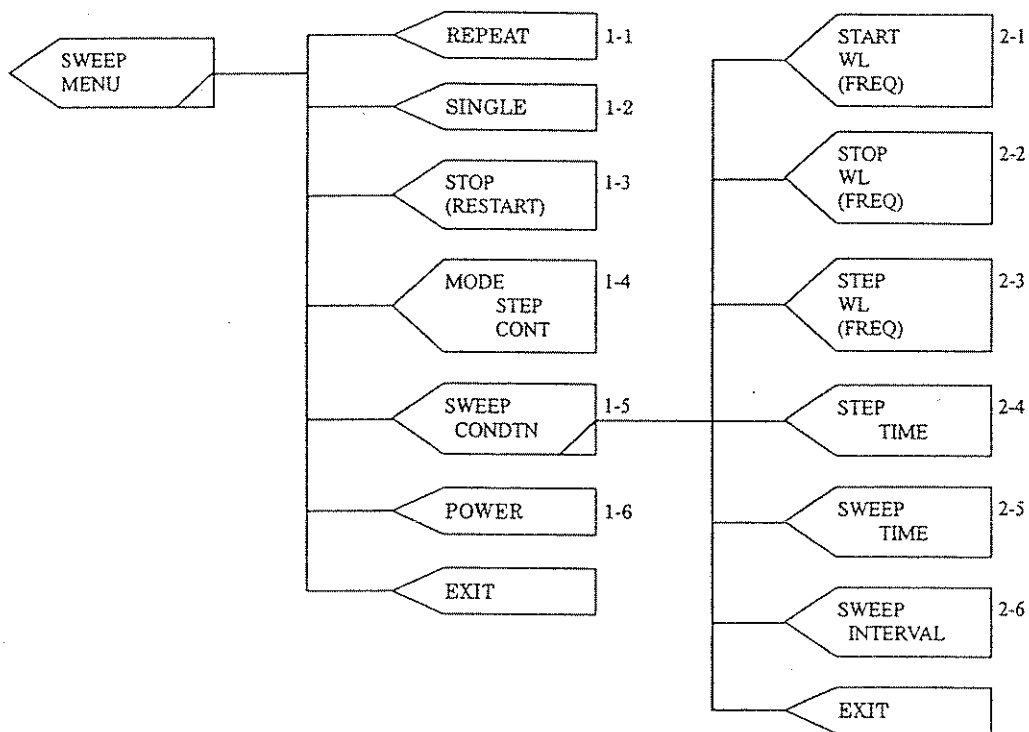 SWEEP
MENU
REPEAT
1-1
SINGLE
1-2
STOP
(RESTART)
1-3
MODE
STEP
CONT
1-4
SWEEP
CONDTN
1-5
POWER
1-6
EXIT
START
WL
(FREQ)
2-1
STOP
WL
(FREQ)
2-2
STEP
WL
(FREQ)
2-3
STEP
TIME
2-4
SWEEP
TIME
2-5
SWEEP
INTERVAL
2-6
EXIT